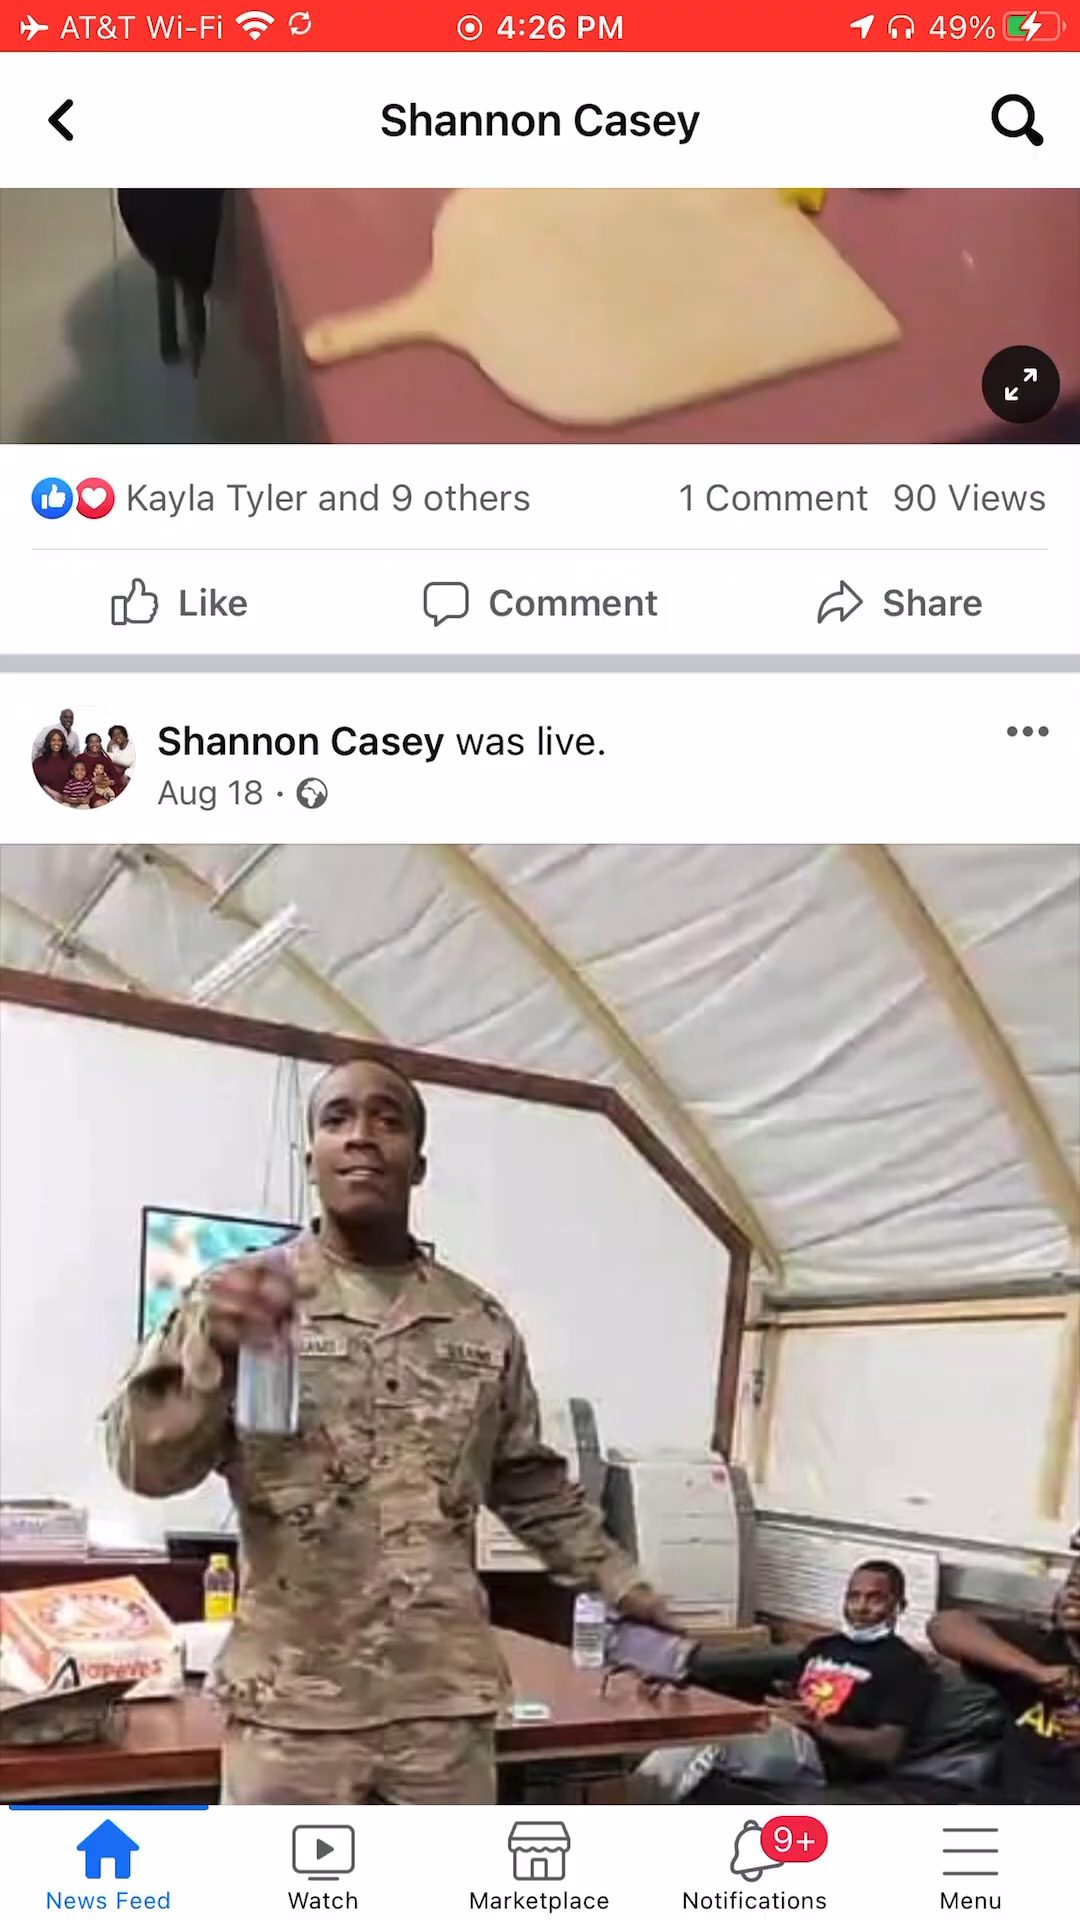 AT&T Wi-Fi 4:26 PM 49%
Shannon Casey
Kayla Tyler and 9 others 1 Comment 90 Views
Like Comment Share
Shannon Casey was live.
Aug 18
POPEYES
9+
News Feed Watch Marketplace Notifications Menu